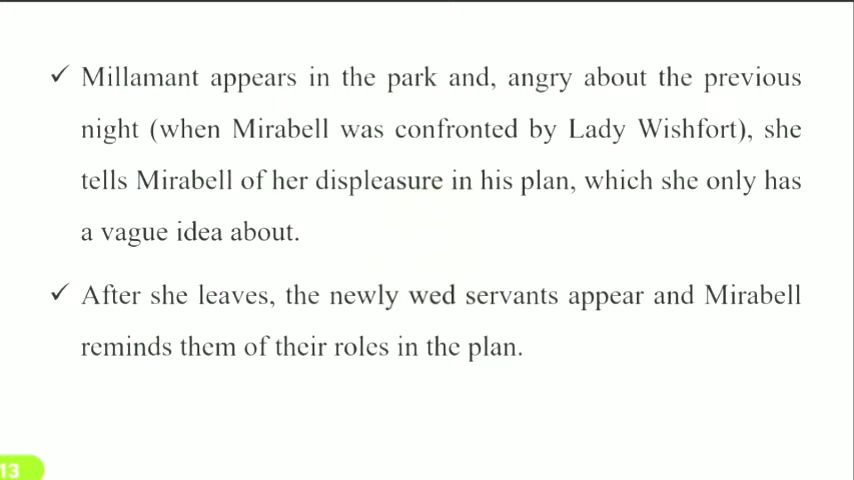 ✓ Millamant appears in the park and, angry about the previous
night (when Mirabell was confronted by Lady Wishfort), she
tells Mirabell of her displeasure in his plan, which she only has
a vague idea about.
✓ After she leaves, the newly wed servants appear and Mirabell
reminds them of their roles in the plan.
13